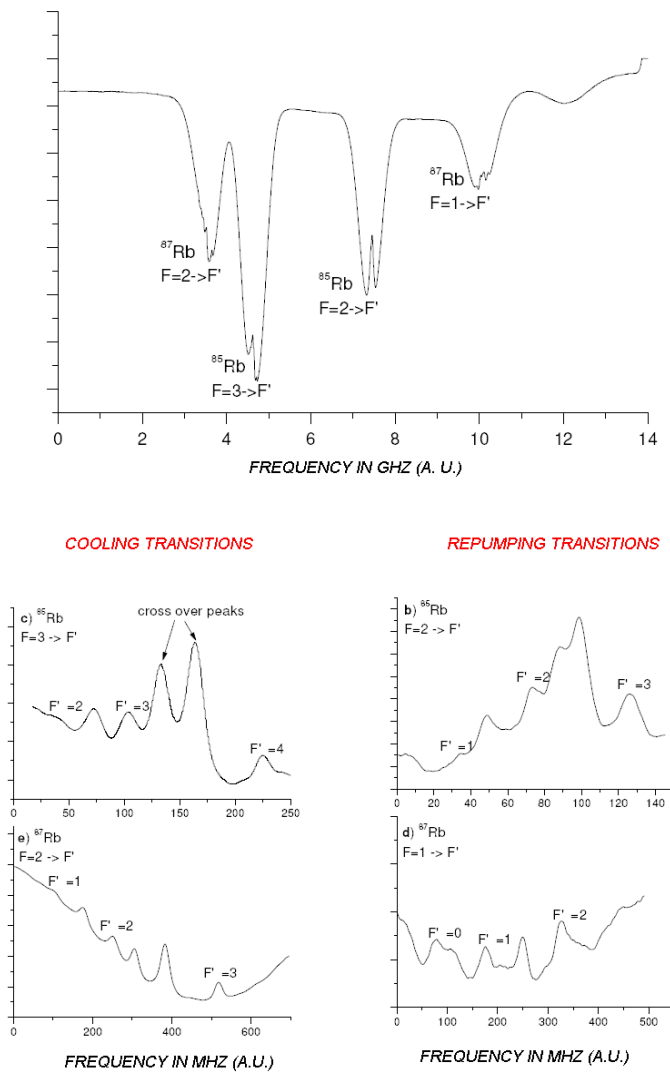 ⁸⁷Rb
F=2->F'
⁸⁵Rb
F=3->F'
⁸⁵Rb
F=2->F'
⁸⁷Rb
F=1->F'
0 2 4 6 8 10 12 14
FREQUENCY IN GHZ (A. U.)
COOLING TRANSITIONS
REPUMPING TRANSITIONS
c) ⁸⁵Rb
F=3 -> F'
cross over peaks
F' =2
F' =3
F' =4
0 50 100 150 200 250
b) ⁸⁵Rb
F=2 -> F'
F' =1
F' =2
F' =3
0 20 40 60 80 100 120 140
e) ⁸⁷Rb
F=2 -> F'
F' =1
F' =2
F' =3
0 200 400 600
FREQUENCY IN MHZ (A.U.)
d) ⁸⁷Rb
F=1 -> F'
F' =0
F' =1
F' =2
0 100 200 300 400 500
FREQUENCY IN MHZ (A.U.)